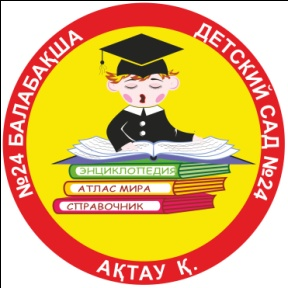 №24 БАЛАБАҚША
ДЕТСКИЙ САД №24
ЭНЦИКЛОПЕДИЯ
АТЛАС МИРА
СПРАВОЧНИК
АҚТАУ Қ.